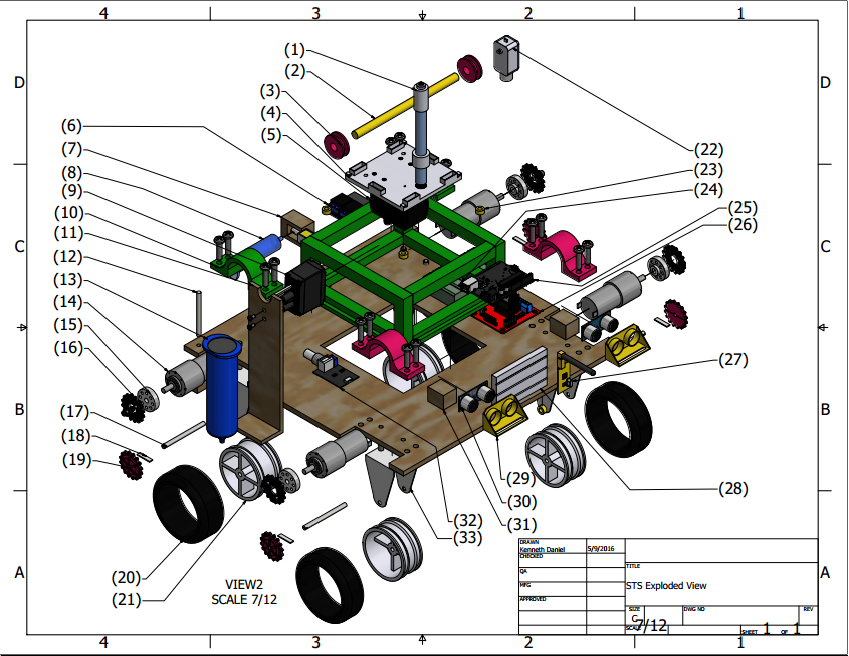 4 3 2 1
D D
(1)
(2)
(3)
(4)
(5)
(6)
(7)
(8)
(9)
(10)
(11)
(12)
(13)
(14)
(15)
(16)
(17)
(18)
(19)
(20)
(21)
(22)
(23)
(24)
(25)
(26)
(27)
(28)
(29)
(30)
(31)
(32)
(33)
C C
B B
A A
VIEW2
SCALE 7/12
DRAWN
Kenneth Daniel 5/9/2016
CHECKED
QA
MFG
APPROVED
TITLE
STS Exploded View
SIZE
C
DWG NO
REV
SCALE
7/12
SHEET 1 OF 1
4 3 2 1